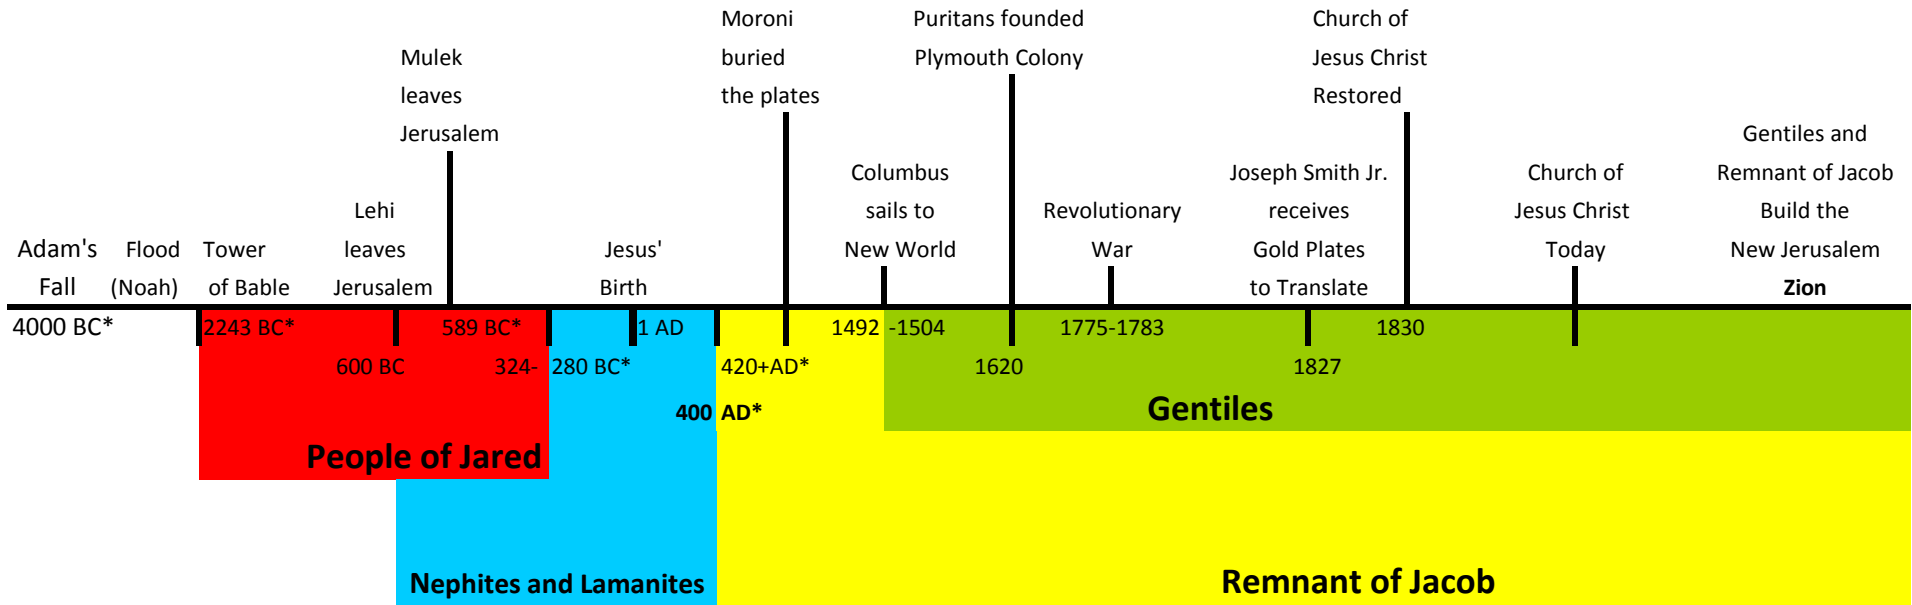 Moroni
buried
the plates
Puritans founded
Plymouth Colony
Church of
Jesus Christ
Restored
Mulek
leaves
Jerusalem
Gentiles and
Remnant of Jacob
Build the
New Jerusalem
Zion
Columbus
sails to
New World
Joseph Smith Jr.
receives
Gold Plates
to Translate
Church of
Jesus Christ
Today
Lehi
leaves
Jerusalem
Revolutionary
War
Adam's
Fall
Flood
(Noah)
Tower
of Bable
Jesus'
Birth
4000 BC*
2243 BC*
589 BC*
1 AD
1492 -1504
1775-1783
1830
600 BC
324- 280 BC*
420+AD*
1620
1827
400 AD*
Gentiles
People of Jared
Nephites and Lamanites
Remnant of Jacob